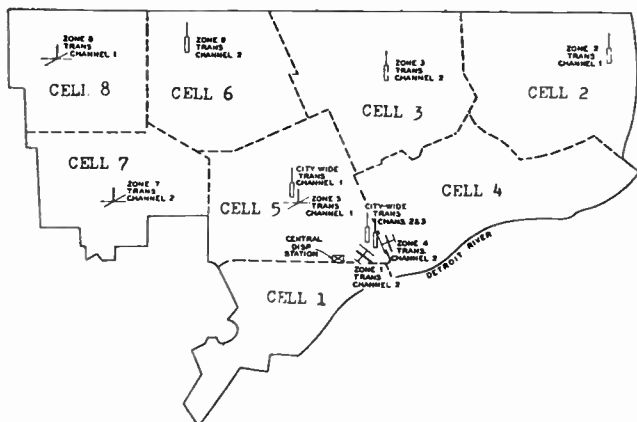 ZONE 8
TRANS
CHANNEL 1
CELL 8
ZONE 6
TRANS
CHANNEL 2
CELL 6
ZONE 3
TRANS
CHANNEL 2
CELL 3
ZONE 2
TRANS
CHANNEL 1
CELL 2
CELL 7
ZONE 7
TRANS
CHANNEL 2
CITY-WIDE
TRANS
CHANNEL 1
CELL 5
ZONE 5
TRANS
CHANNEL 1
CELL 4
CITY-WIDE
TRANS
CHANS 2&3
CENTRAL
DISP
STATION
ZONE 4
TRANS
CHANNEL 2
ZONE 1
TRANS
CHANNEL 2
DETROIT RIVER
CELL 1